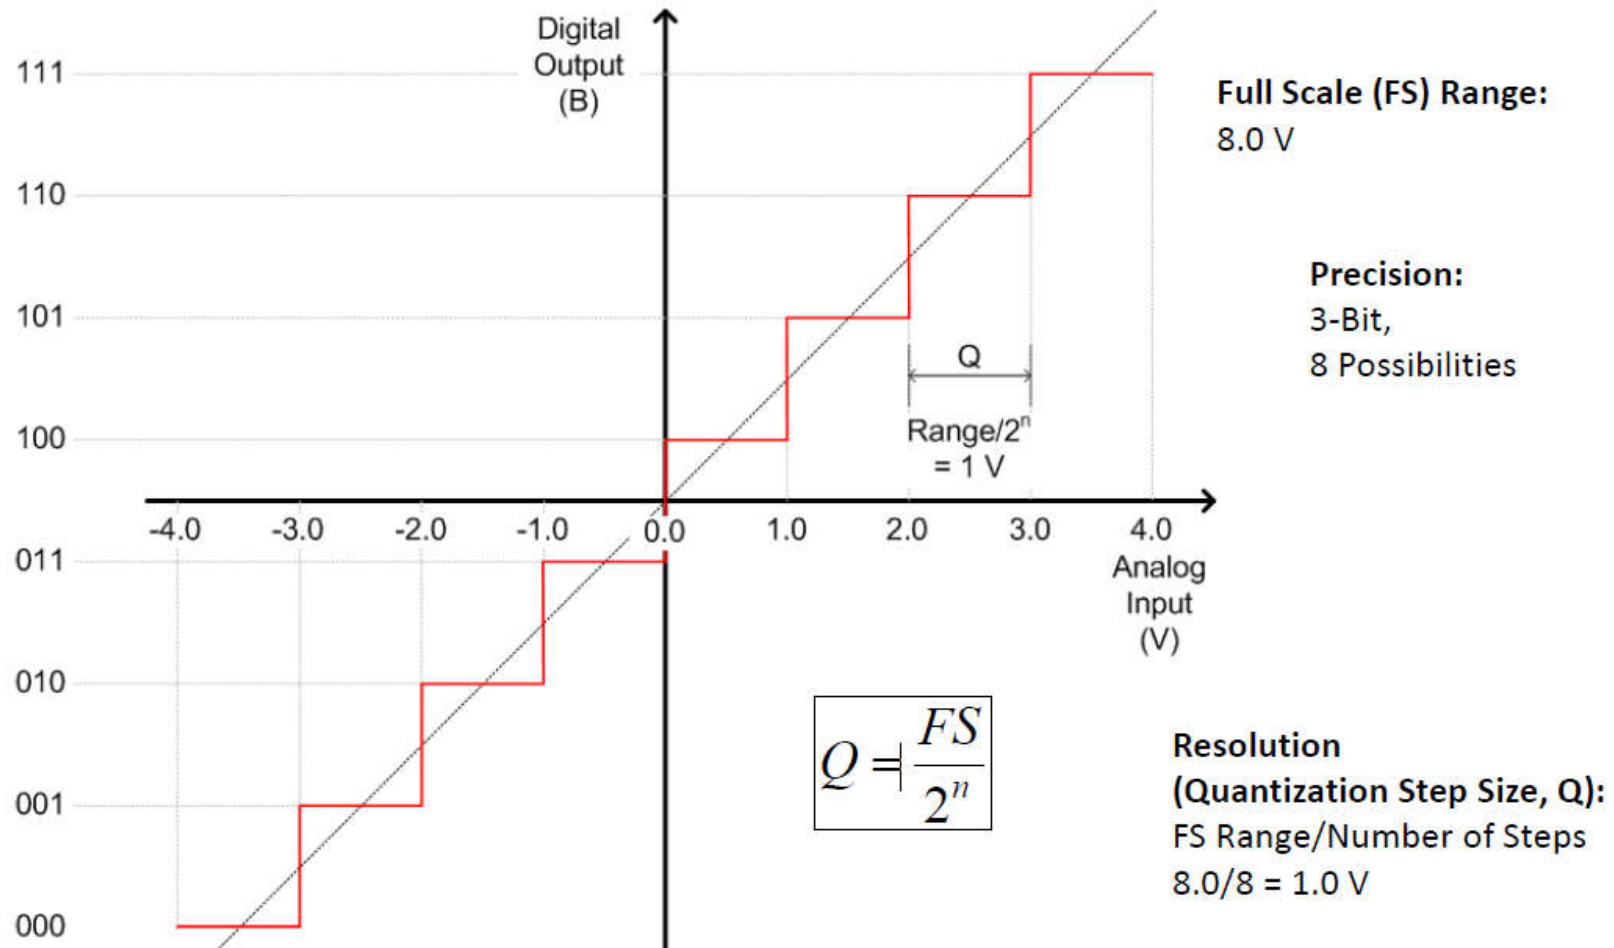 Digital
Output
(B)
111
110
101
100
011
010
001
000
-4.0 -3.0 -2.0 -1.0 0.0 1.0 2.0 3.0 4.0
Analog
Input
(V)
Q
Range/2ⁿ
= 1 V
Q = FS/2ⁿ
Full Scale (FS) Range:
8.0 V
Precision:
3-Bit,
8 Possibilities
Resolution
(Quantization Step Size, Q):
FS Range/Number of Steps
8.0/8 = 1.0 V